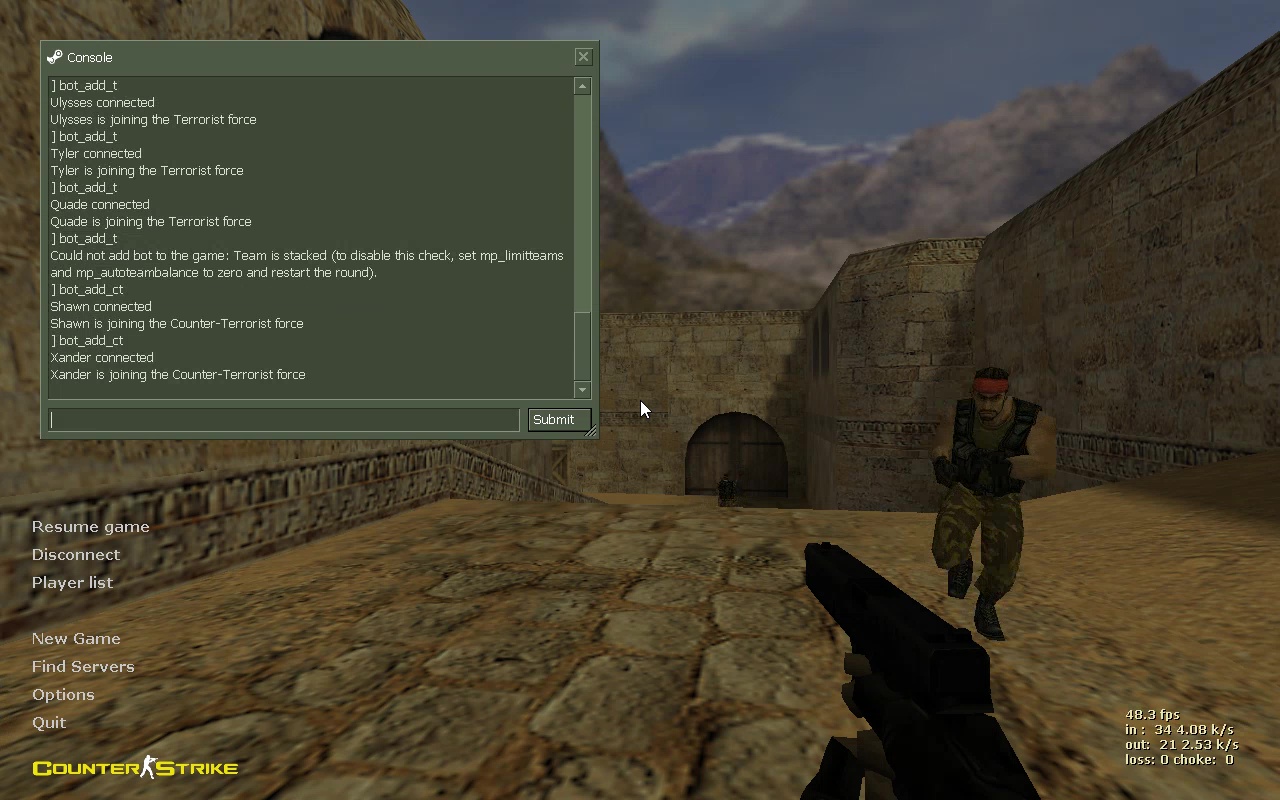 Console
] bot_add_t
Ulysses connected
Ulysses is joining the Terrorist force
] bot_add_t
Tyler connected
Tyler is joining the Terrorist force
] bot_add_t
Quade connected
Quade is joining the Terrorist force
] bot_add_t
Could not add bot to the game: Team is stacked (to disable this check, set mp_limitteams
and mp_autoteambalance to zero and restart the round).
] bot_add_ct
Shawn connected
Shawn is joining the Counter-Terrorist force
] bot_add_ct
Xander connected
Xander is joining the Counter-Terrorist force
Submit
Resume game
Disconnect
Player list
New Game
Find Servers
Options
Quit
COUNTER STRIKE
48.3 fps
in : 34 4.08 k/s
out: 21 2.53 k/s
loss: 0 choke: 0